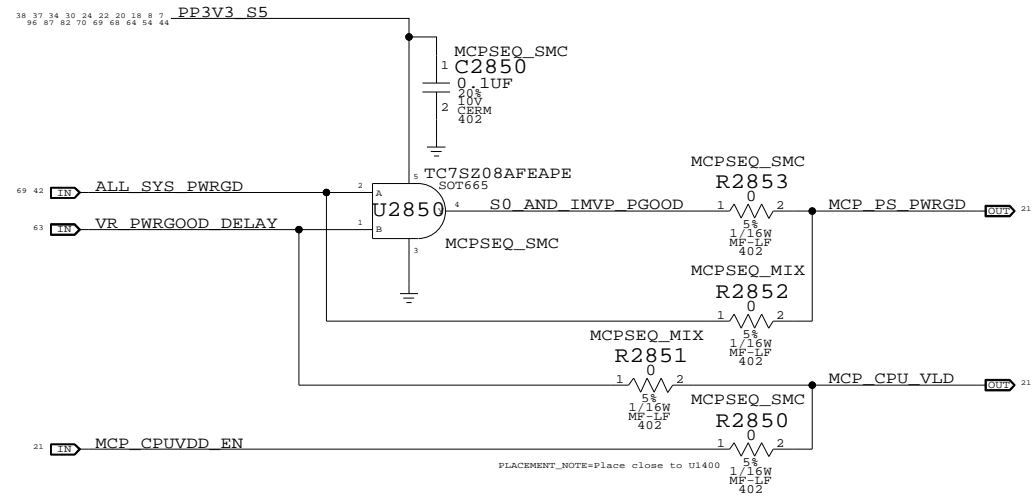 38 37 34 30 24 22 20 18 8 7 PP3V3_S5
96 87 82 70 69 68 64 54 44
MCPSEQ_SMC
1 C2850
0.1UF
20%
10V
2 CERM
402
5 TC7SZ08AFEAPE
SOT665
69 42 IN ALL_SYS_PWRGD 2 A
U2850 4 S0_AND_IMVP_PGOOD
63 IN VR_PWRGOOD_DELAY 1 B
MCPSEQ_SMC
3
MCPSEQ_SMC
R2853
1 0 2 MCP_PS_PWRGD OUT 21
5%
1/16W
MF-LF
402
MCPSEQ_MIX
R2852
1 0 2
5%
1/16W
MF-LF
402
MCPSEQ_MIX
R2851
1 0 2 MCP_CPU_VLD OUT 21
5%
1/16W
MF-LF
402
MCPSEQ_SMC
R2850
21 IN MCP_CPUVDD_EN 1 0 2
PLACEMENT_NOTE=Place close to U1400
5%
1/16W
MF-LF
402